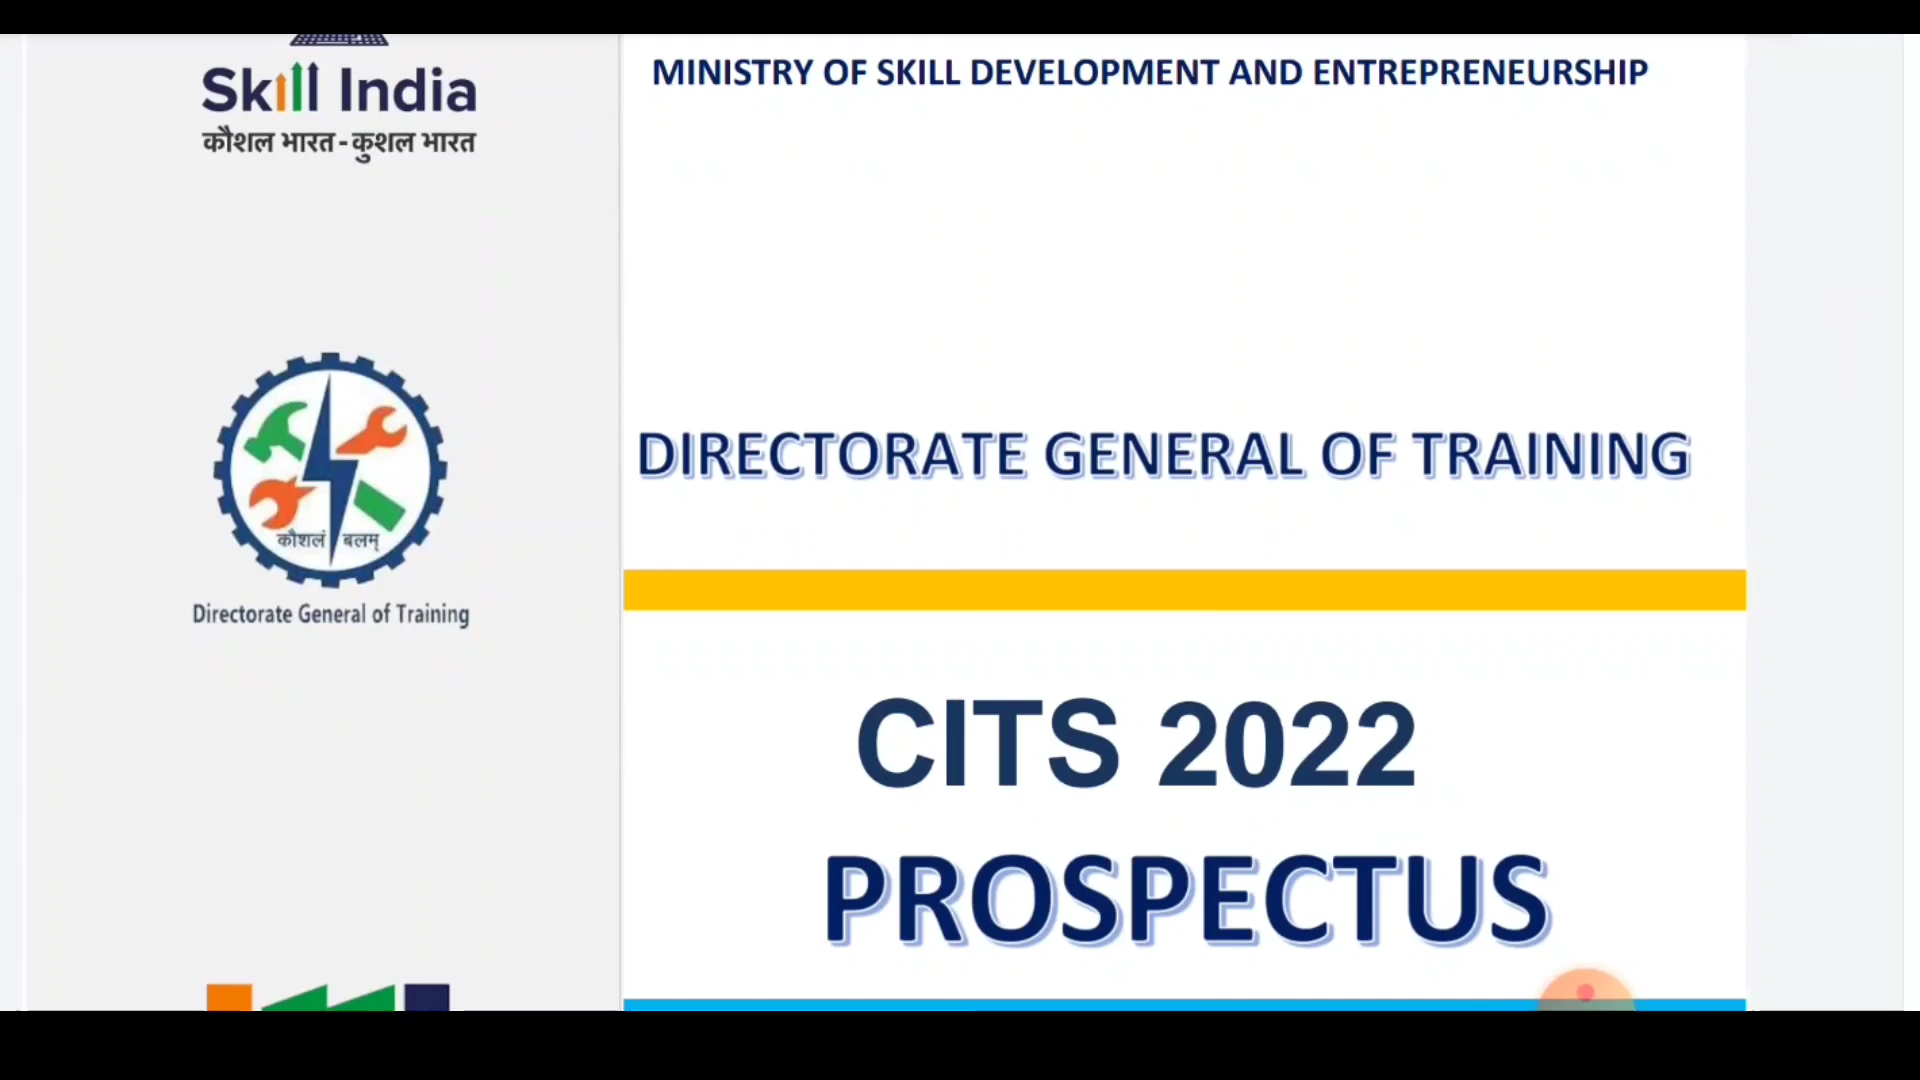 Skill India
कौशल भारत - कुशल भारत
कौशलं बलम्
Directorate General of Training
MINISTRY OF SKILL DEVELOPMENT AND ENTREPRENEURSHIP
DIRECTORATE GENERAL OF TRAINING
CITS 2022
PROSPECTUS